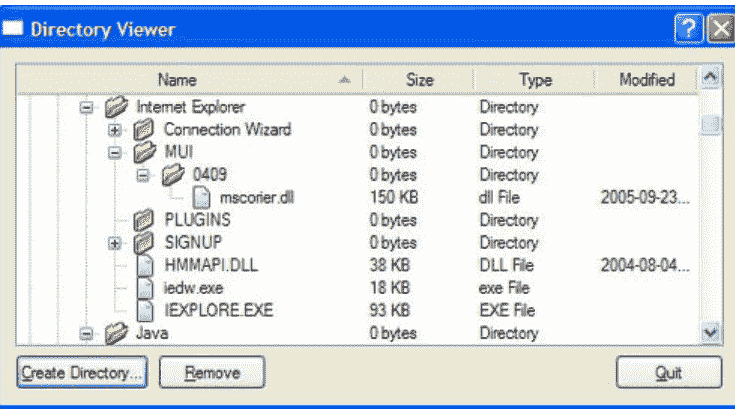 Directory Viewer
Name Size Type Modified
Internet Explorer 0 bytes Directory
Connection Wizard 0 bytes Directory
MUI 0 bytes Directory
0409 0 bytes Directory
mscorier.dll 150 KB dll File 2005-09-23...
PLUGINS 0 bytes Directory
SIGNUP 0 bytes Directory
HMMAPI.DLL 38 KB DLL File 2004-08-04...
iedw.exe 18 KB exe File
IEXPLORE.EXE 93 KB EXE File
Java 0 bytes Directory
Create Directory... Remove Quit